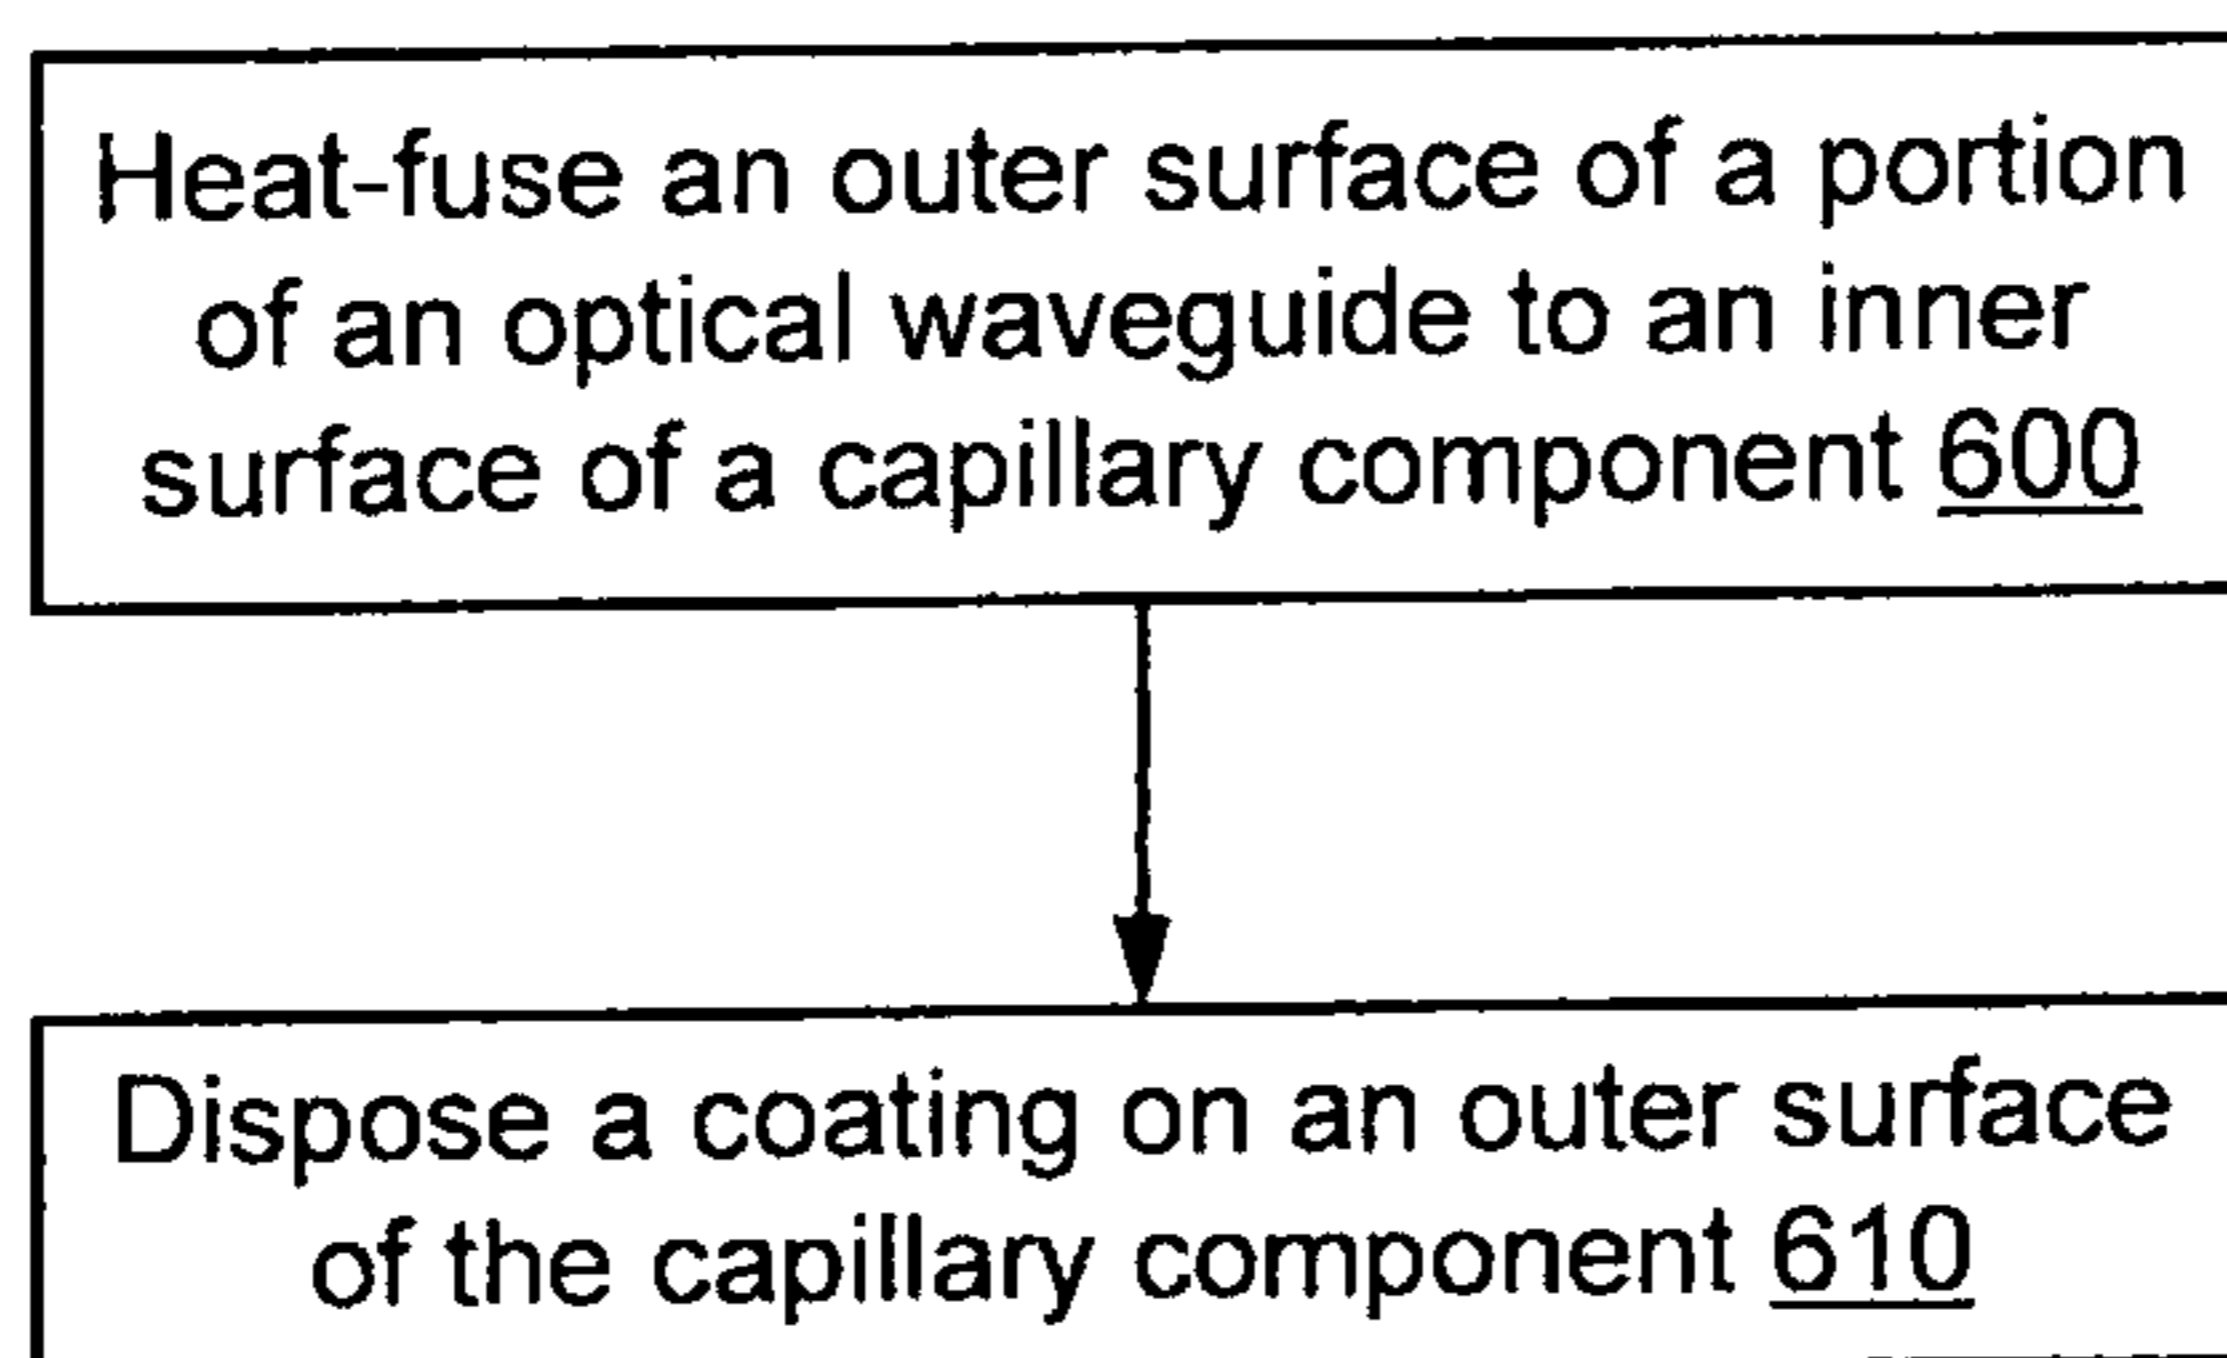 Heat-fuse an outer surface of a portion
of an optical waveguide to an inner
surface of a capillary component 600
Dispose a coating on an outer surface
of the capillary component 610